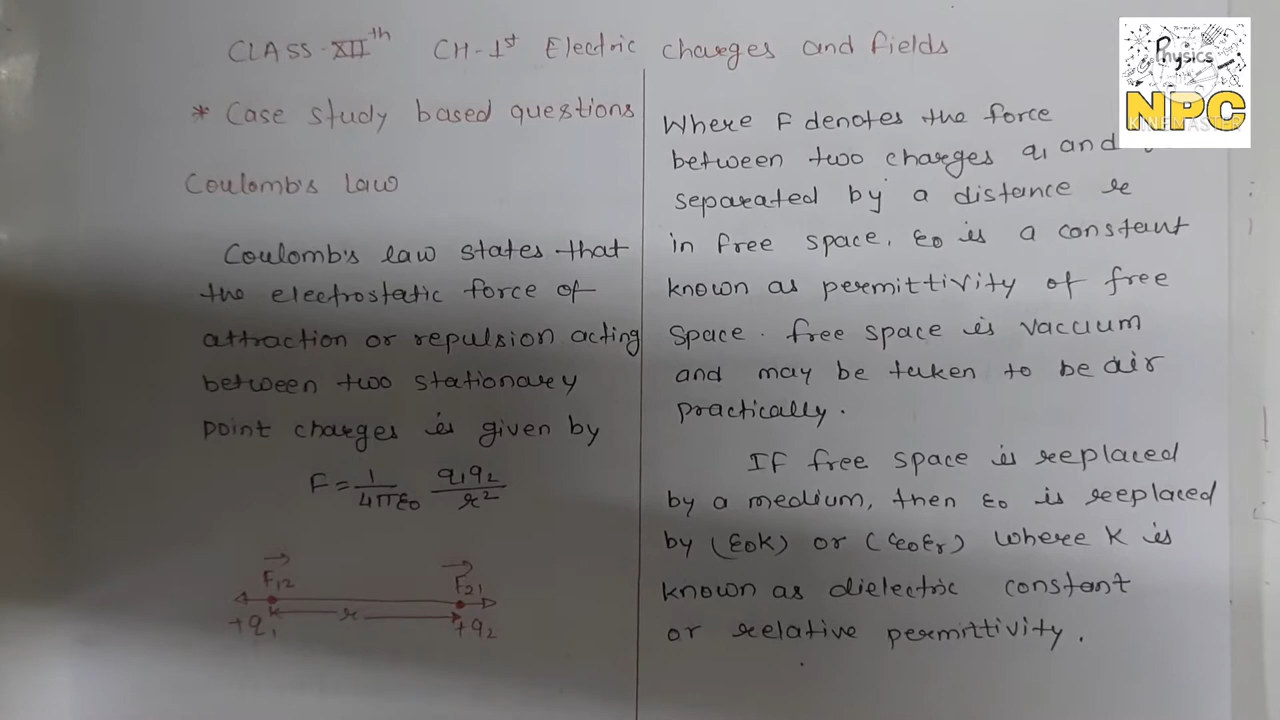 CLASS-XIIth CH-1st Electric charges and fields
* Case study based questions
Coulomb's law
Coulomb's law states that
the electrostatic force of
attraction or repulsion acting
between two stationary
point charges is given by
F = 1/4πε0 q1q2/r²
F12 F21
r
+q1 +q2
Where F denotes the force
between two charges q1 and
separated by a distance r
in free space. ε0 is a constant
known as permittivity of free
space. free space is vaccum
and may be taken to be air
practically.
If free space is replaced
by a medium, then ε0 is reeplaced
by (ε0K) or (ε0εr) where K is
known as dielectric constant
or relative permittivity.
Physics
NPC
KINEMASTER